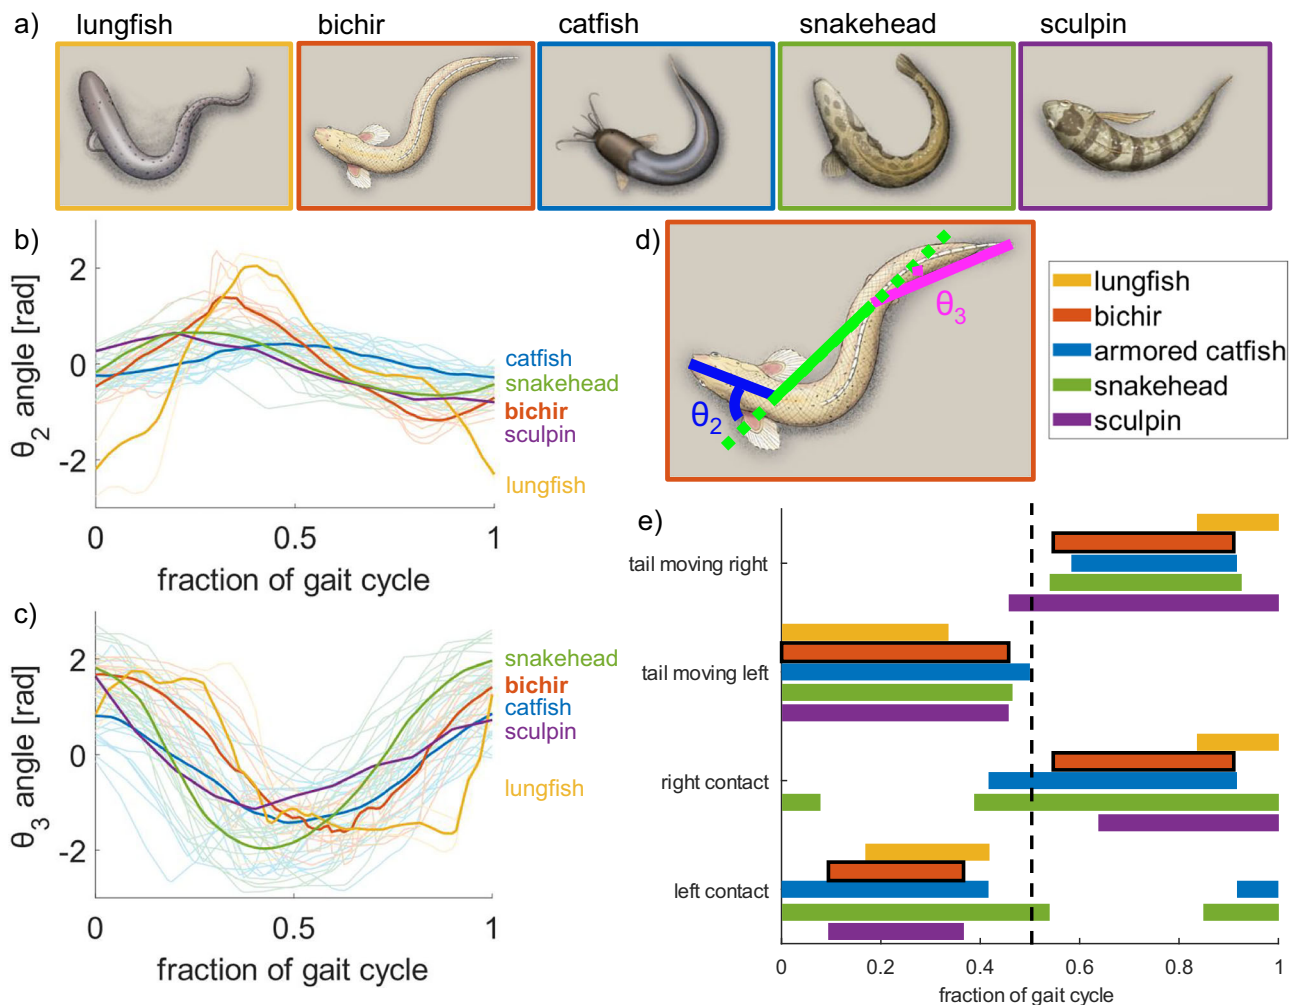 a)
lungfish
bichir
catfish
snakehead
sculpin
b)
θ2 angle [rad]
2
0
-2
catfish
snakehead
bichir
sculpin
lungfish
0
0.5
1
fraction of gait cycle
c)
θ3 angle [rad]
2
0
-2
snakehead
bichir
catfish
sculpin
lungfish
0
0.5
1
fraction of gait cycle
d)
θ2
θ3
lungfish
bichir
armored catfish
snakehead
sculpin
e)
tail moving right
tail moving left
right contact
left contact
0
0.2
0.4
0.6
0.8
1
fraction of gait cycle